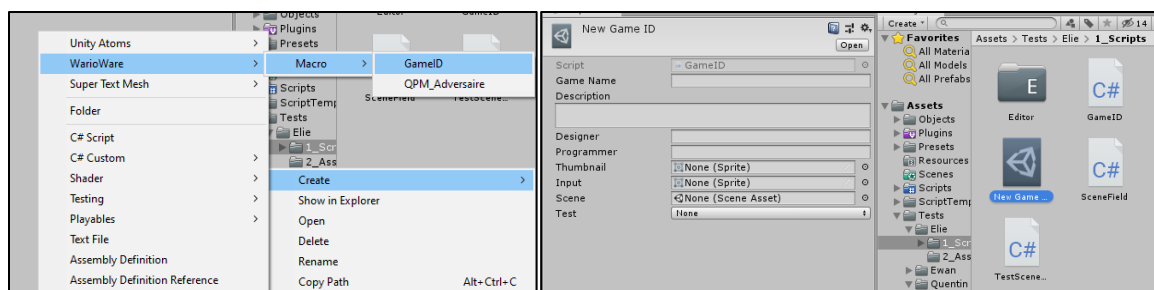 Objects
Plugins
Presets
Scripts
ScriptTemp
Tests
Elie
1_Scr
2_Ass
Editor
GameID
SceneField
TestScene...
Unity Atoms
WarioWare
Super Text Mesh
Folder
C# Script
C# Custom
Shader
Testing
Playables
Text File
Assembly Definition
Assembly Definition Reference
Macro
GameID
QPM_Adversaire
Create
Show in Explorer
Open
Delete
Rename
Copy Path Alt+Ctrl+C
New Game ID
Open
Script GameID
Game Name
Description
Designer
Programmer
Thumbnail None (Sprite)
Input None (Sprite)
Scene None (Scene Asset)
Test None
Create 14
Favorites
All Materia
All Models
All Prefabs
Assets
Objects
Plugins
Presets
Resources
Scenes
Scripts
ScriptTemp
Tests
Elie
1_Scr
2_Ass
Ewan
Quentin
Assets > Tests > Elie > 1_Scripts
E
C#
Editor
GameID
C#
New Game ...
SceneField
C#
TestScene...